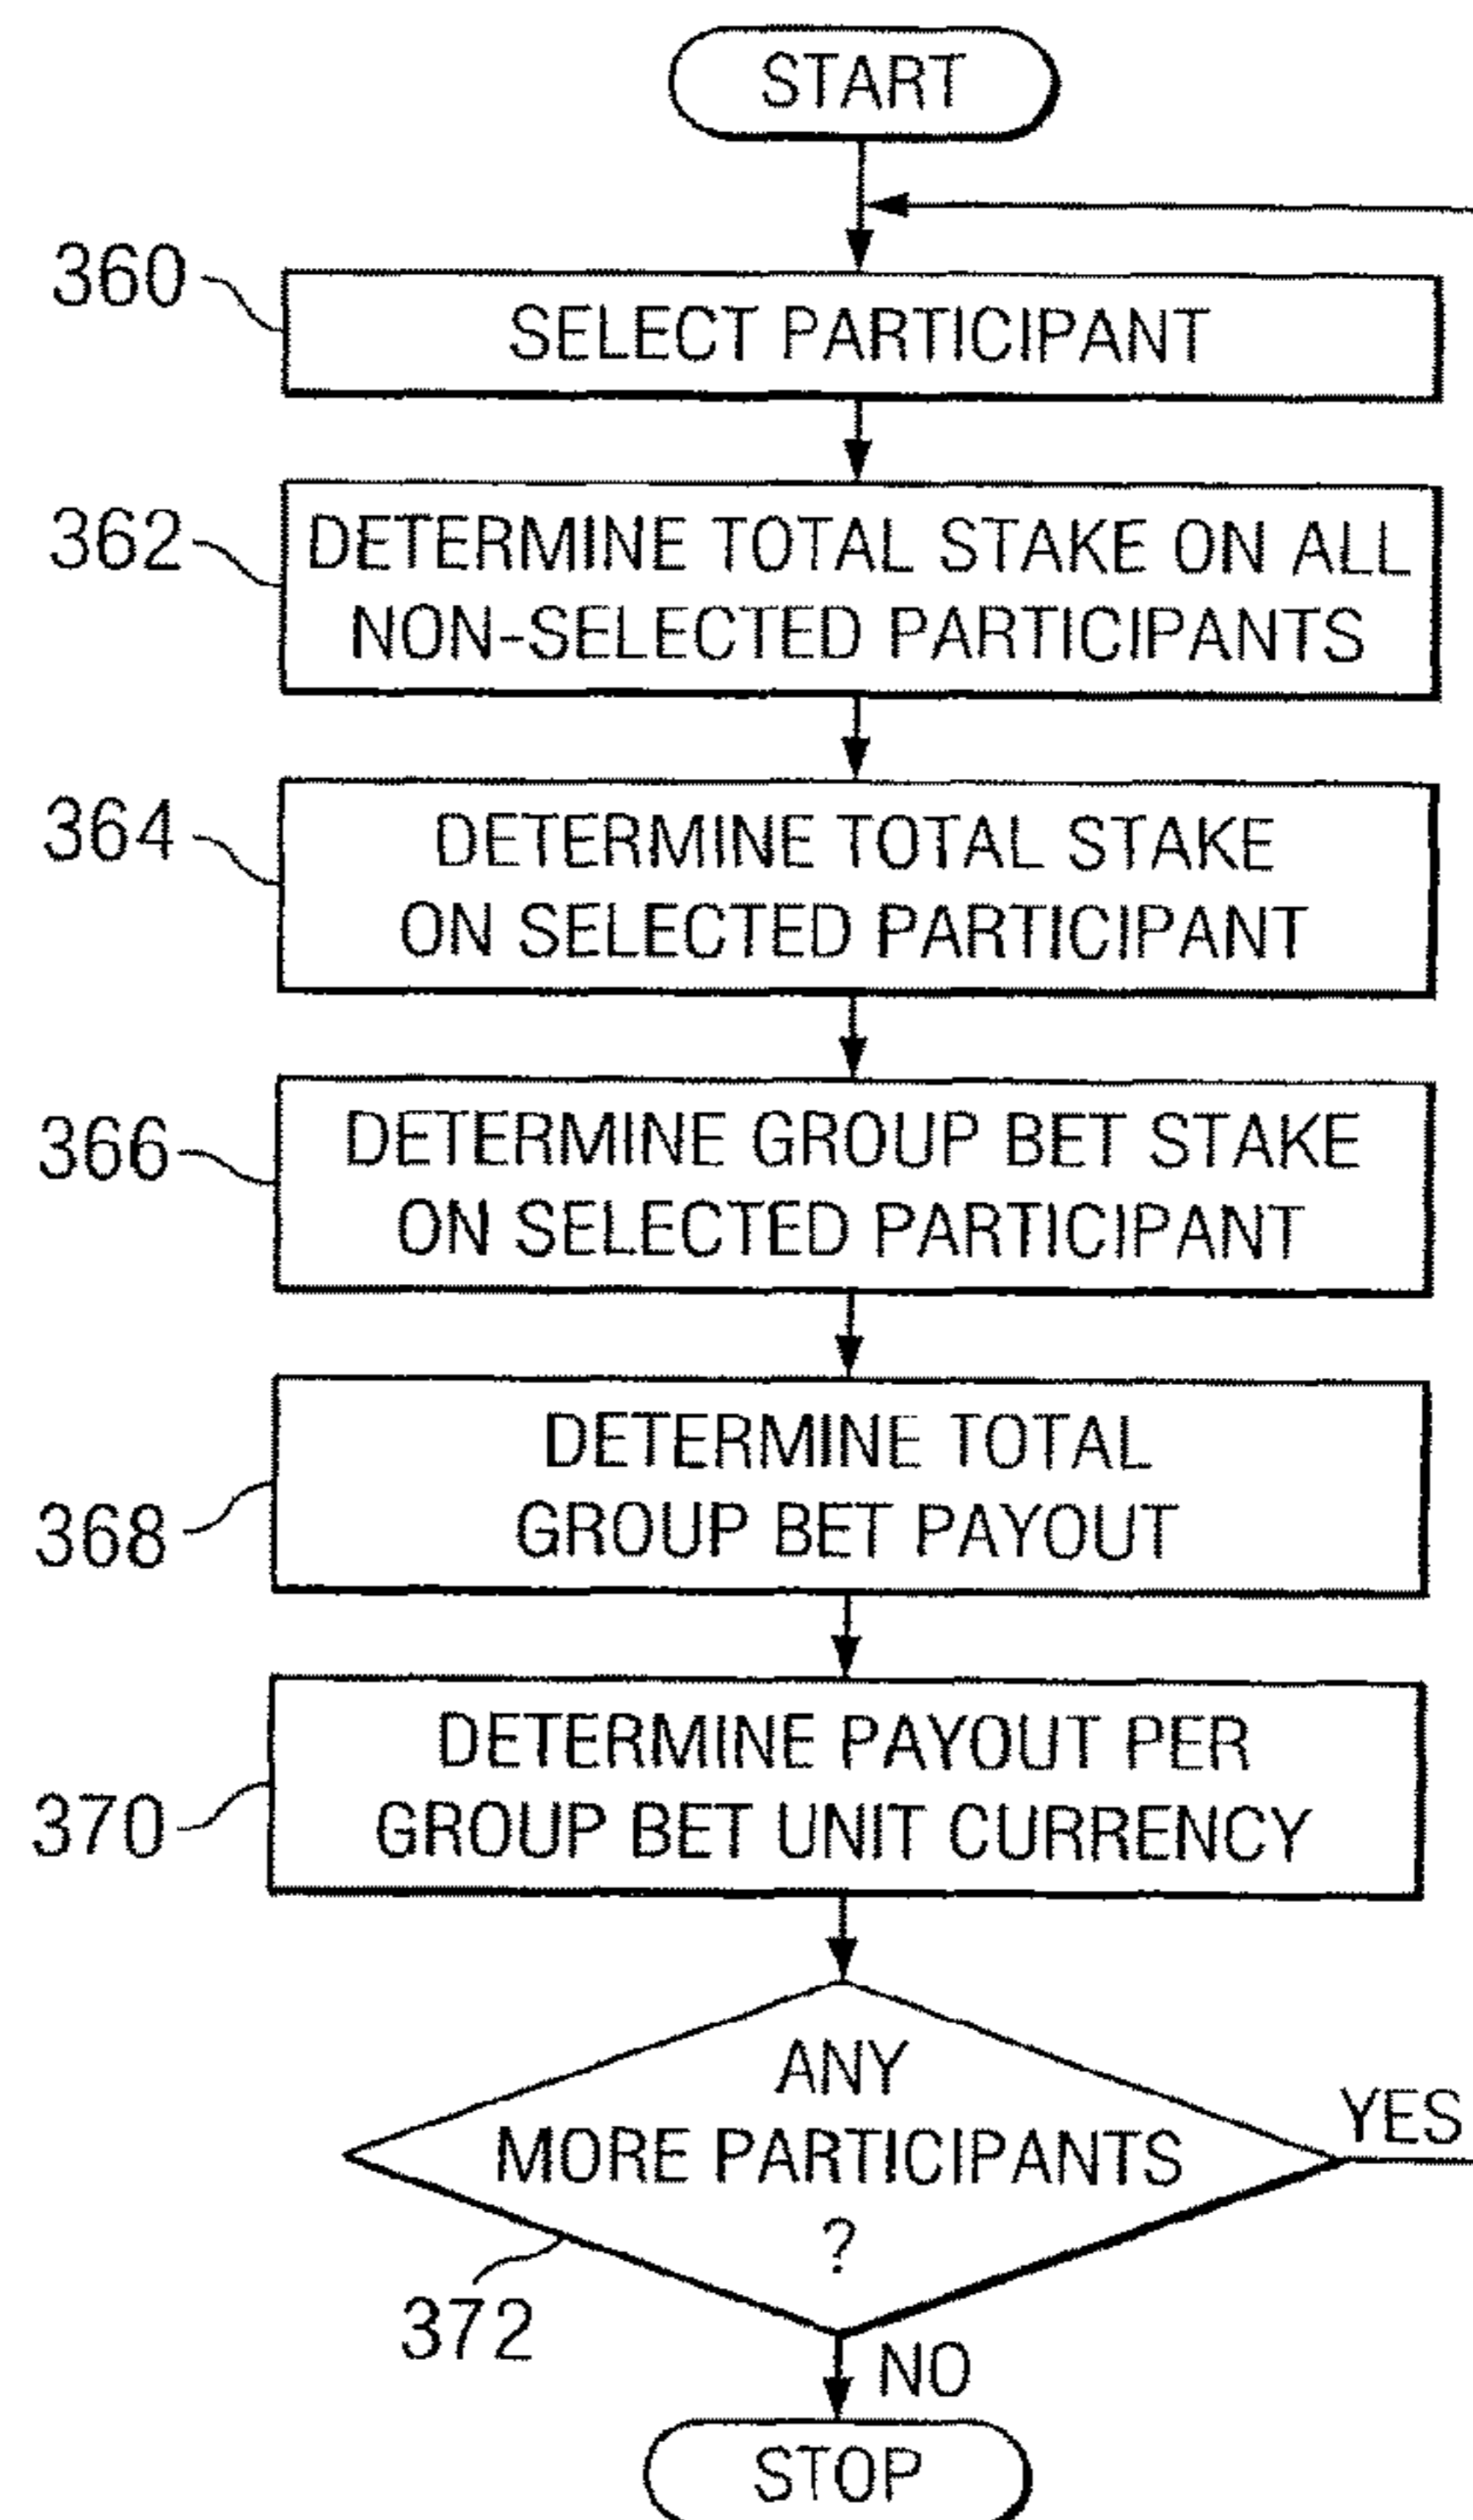 START
360
SELECT PARTICIPANT
362
DETERMINE TOTAL STAKE ON ALL
NON-SELECTED PARTICIPANTS
364
DETERMINE TOTAL STAKE
ON SELECTED PARTICIPANT
366
DETERMINE GROUP BET STAKE
ON SELECTED PARTICIPANT
368
DETERMINE TOTAL
GROUP BET PAYOUT
370
DETERMINE PAYOUT PER
GROUP BET UNIT CURRENCY
ANY
MORE PARTICIPANTS
?
YES
372
NO
STOP